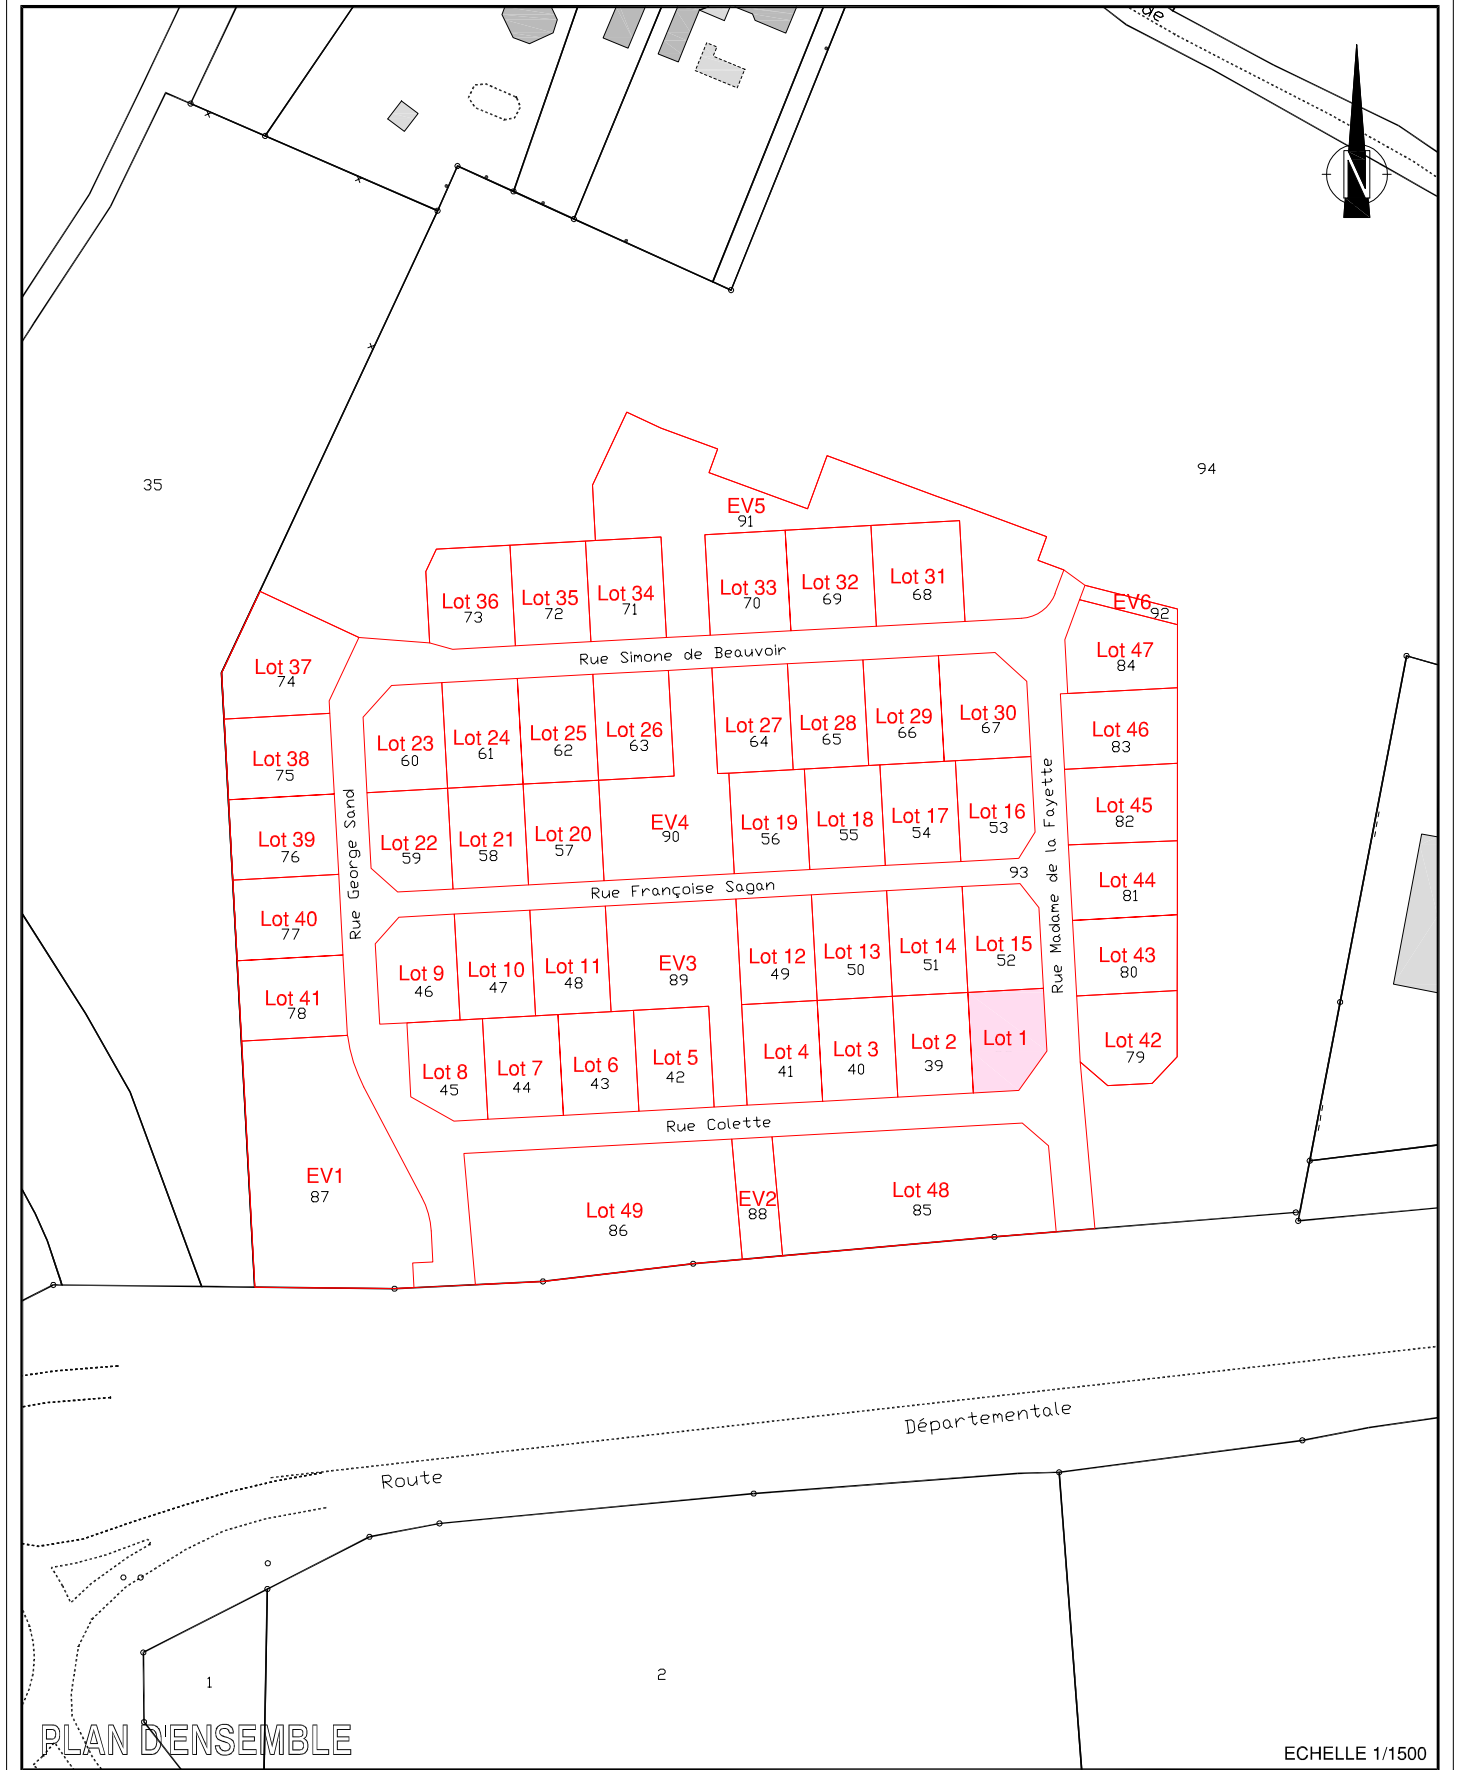 de
N
35
94
EV5
91
Lot 36
73
Lot 35
72
Lot 34
71
Lot 33
70
Lot 32
69
Lot 31
68
EV6
92
Lot 37
74
Rue Simone de Beauvoir
Lot 47
84
Lot 23
60
Lot 24
61
Lot 25
62
Lot 26
63
Lot 27
64
Lot 28
65
Lot 29
66
Lot 30
67
Lot 46
83
Lot 38
75
Rue George Sand
Rue Madame de la Fayette
Lot 22
59
Lot 21
58
Lot 20
57
EV4
90
Lot 19
56
Lot 18
55
Lot 17
54
Lot 16
53
Lot 45
82
Lot 39
76
Rue Françoise Sagan
93
Lot 44
81
Lot 40
77
Lot 9
46
Lot 10
47
Lot 11
48
EV3
89
Lot 12
49
Lot 13
50
Lot 14
51
Lot 15
52
Lot 43
80
Lot 41
78
Lot 8
45
Lot 7
44
Lot 6
43
Lot 5
42
Lot 4
41
Lot 3
40
Lot 2
39
Lot 1
Lot 42
79
Rue Colette
EV1
87
Lot 49
86
EV2
88
Lot 48
85
Route Départementale
1
2
PLAN D'ENSEMBLE
ECHELLE 1/1500